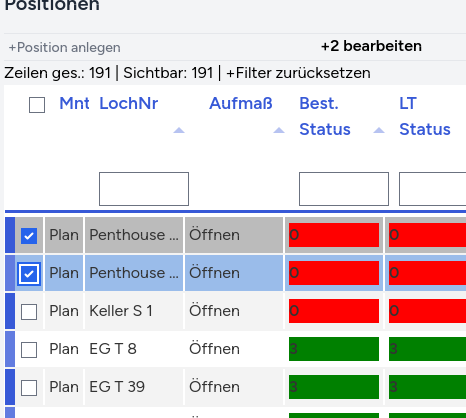 Positionen
+Position anlegen +2 bearbeiten
Zeilen ges.: 191 | Sichtbar: 191 | +Filter zurücksetzen
Mnt LochNr Aufmaß Best. Status LT Status
Plan Penthouse ... Öffnen 0 0
Plan Penthouse ... Öffnen 0 0
Plan Keller S 1 Öffnen 0 0
Plan EG T 8 Öffnen 3 3
Plan EG T 39 Öffnen 3 3